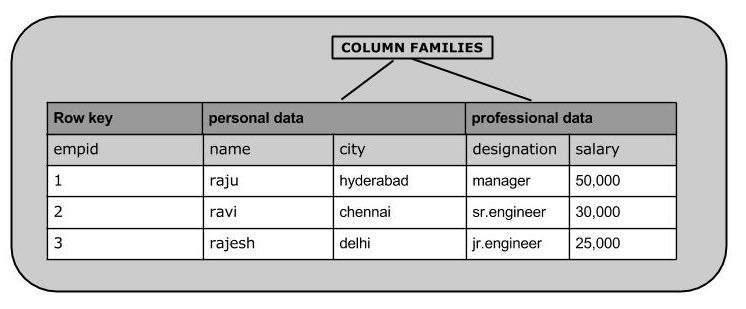 COLUMN FAMILIES
Row key personal data professional data
empid name city designation salary
1 raju hyderabad manager 50,000
2 ravi chennai sr.engineer 30,000
3 rajesh delhi jr.engineer 25,000